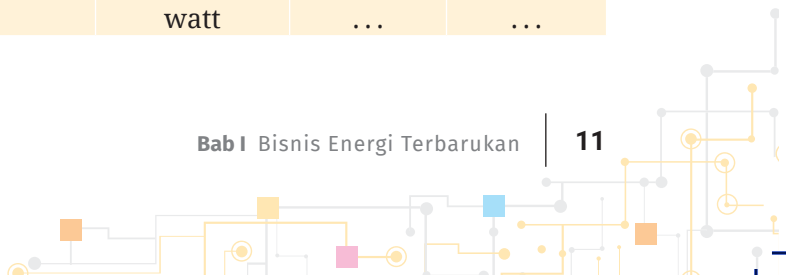 watt ... ...
Bab I Bisnis Energi Terbarukan 11